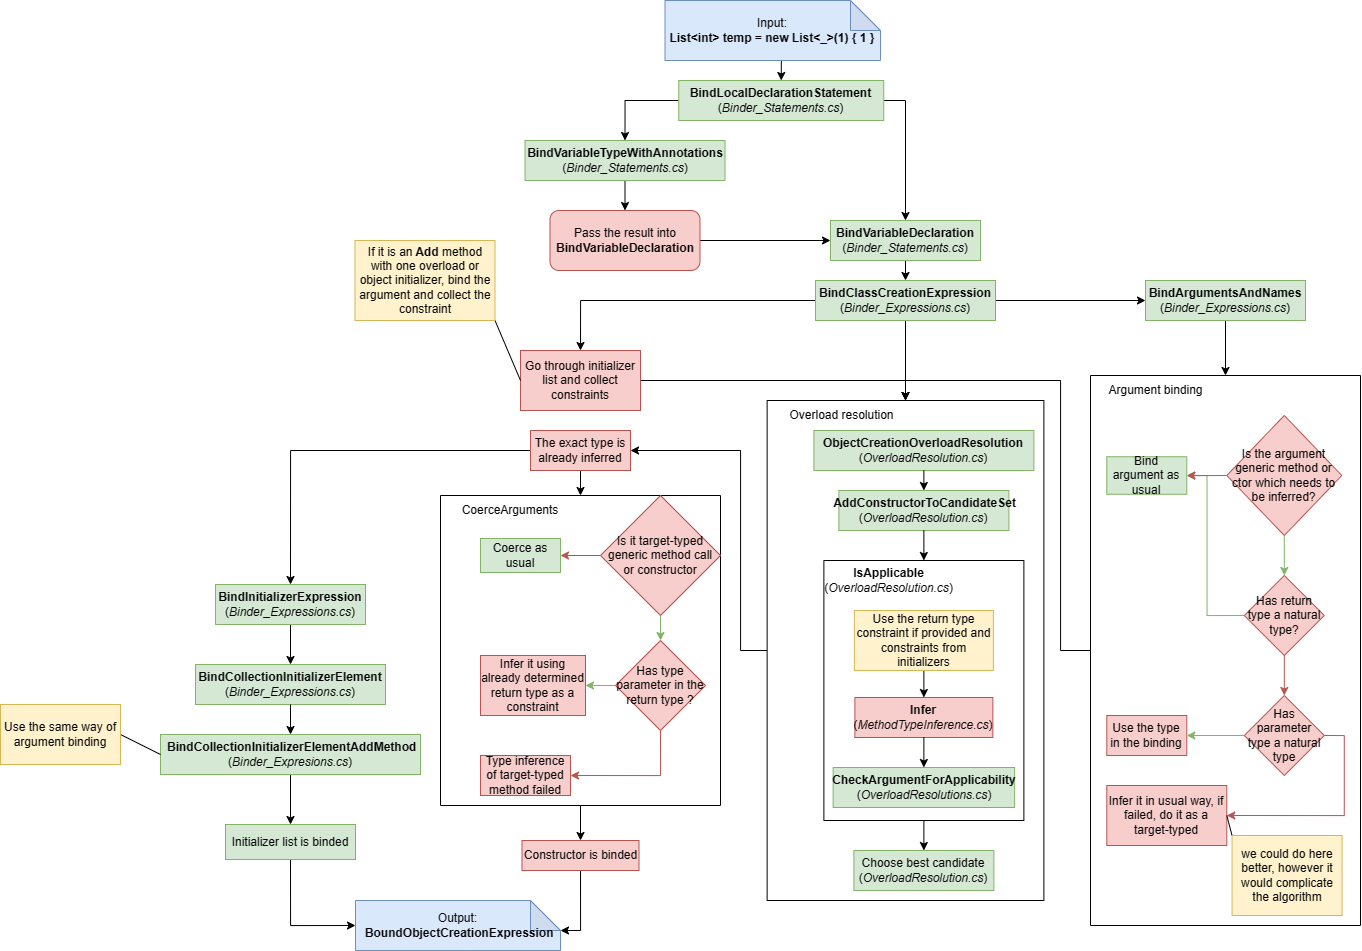 Input:
List<int> temp = new List<_>(1) { 1 }
BindLocalDeclarationStatement
(Binder_Statements.cs)
BindVariableTypeWithAnnotations
(Binder_Statements.cs)
Pass the result into
BindVariableDeclaration
BindVariableDeclaration
(Binder_Statements.cs)
If it is an Add method
with one overload or
object initializer, bind the
argument and collect the
constraint
BindClassCreationExpression
(Binder_Expressions.cs)
BindArgumentsAndNames
(Binder_Expressions.cs)
Go through initializer
list and collect
constraints
Argument binding
Is the argument
generic method or
ctor which needs to
be inferred?
Bind
argument as
usual
Has return
type a natural
type?
Has
parameter
type a natural
type
Use the type
in the binding
Infer it in usual way, if
failed, do it as a
target-typed
we could do here
better, however it
would complicate
the algorithm
Overload resolution
ObjectCreationOverloadResolution
(OverloadResolution.cs)
AddConstructorToCandidateSet
(OverloadResolution.cs)
IsApplicable
(OverloadResolution.cs)
Use the return type
constraint if provided and
constraints from
initializers
Infer
(MethodTypeInference.cs)
CheckArgumentForApplicability
(OverloadResolutions.cs)
Choose best candidate
(OverloadResolution.cs)
The exact type is
already inferred
CoerceArguments
Is it target-typed
generic method call
or constructor
Coerce as
usual
Has type
parameter in the
return type ?
Infer it using
already determined
return type as a
constraint
Type inference
of target-typed
method failed
Constructor is binded
BindInitializerExpression
(Binder_Expressions.cs)
BindCollectionInitializerElement
(Binder_Expressions.cs)
Use the same way of
argument binding
BindCollectionInitializerElementAddMethod
(Binder_Expresions.cs)
Initializer list is binded
Output:
BoundObjectCreationExpression